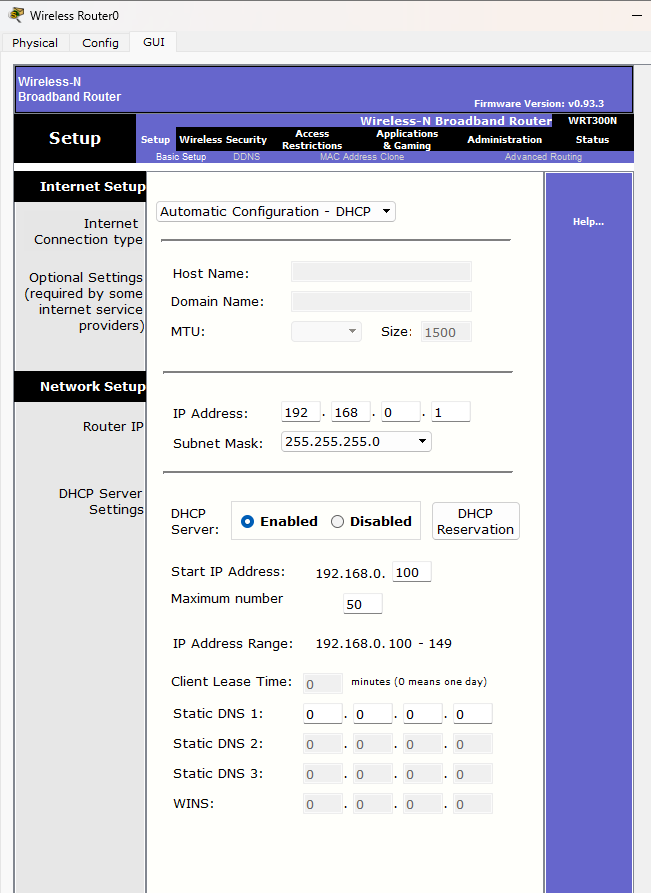 Wireless Router0
Physical Config GUI
Wireless-N
Broadband Router
Firmware Version: v0.93.3
Wireless-N Broadband Router WRT300N
Setup
Setup Wireless Security Access Restrictions Applications & Gaming Administration Status
Basic Setup DDNS MAC Address Clone Advanced Routing
Internet Setup
Internet
Connection type
Automatic Configuration - DHCP
Help...
Optional Settings
(required by some
internet service
providers)
Host Name:
Domain Name:
MTU: Size: 1500
Network Setup
Router IP
IP Address: 192 . 168 . 0 . 1
Subnet Mask: 255.255.255.0
DHCP Server
Settings
DHCP
Server: Enabled Disabled DHCP
Reservation
Start IP Address: 192.168.0. 100
Maximum number
50
IP Address Range: 192.168.0.100 - 149
Client Lease Time: 0 minutes (0 means one day)
Static DNS 1: 0 . 0 . 0 . 0
Static DNS 2: 0 . 0 . 0 . 0
Static DNS 3: 0 . 0 . 0 . 0
WINS: 0 . 0 . 0 . 0